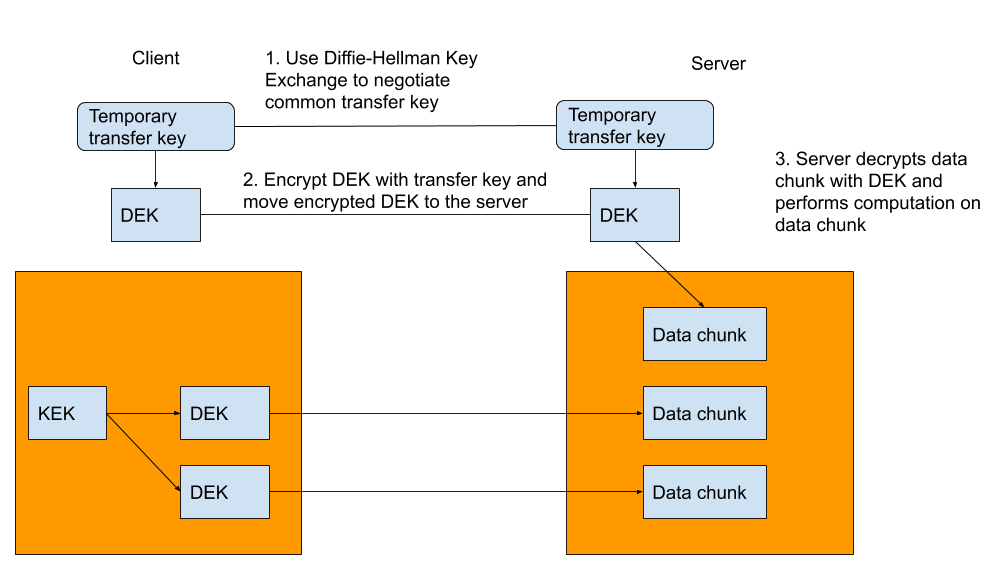 Client
1. Use Diffie-Hellman Key
Exchange to negotiate
common transfer key
Server
Temporary
transfer key
Temporary
transfer key
2. Encrypt DEK with transfer key and
move encrypted DEK to the server
3. Server decrypts data
chunk with DEK and
performs computation on
data chunk
DEK
DEK
Data chunk
KEK
DEK
Data chunk
DEK
Data chunk